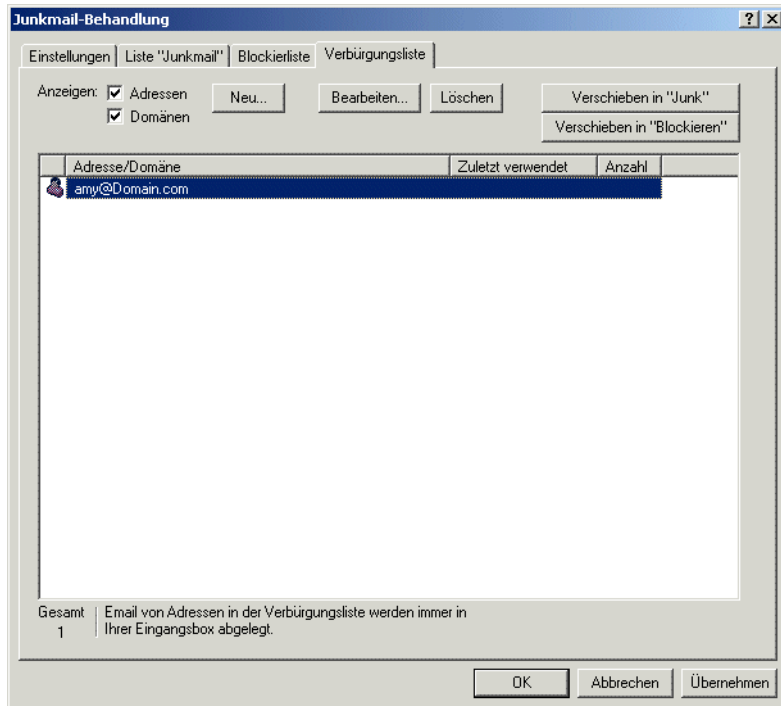 Junkmail-Behandlung
Einstellungen Liste "Junkmail" Blockierliste Verbürgungsliste
Anzeigen: Adressen Neu... Bearbeiten... Löschen Verschieben in "Junk"
Domänen Verschieben in "Blockieren"
Adresse/Domäne Zuletzt verwendet Anzahl
amy@Domain.com
Gesamt Email von Adressen in der Verbürgungsliste werden immer in
1 Ihrer Eingangsbox abgelegt.
OK Abbrechen Übernehmen